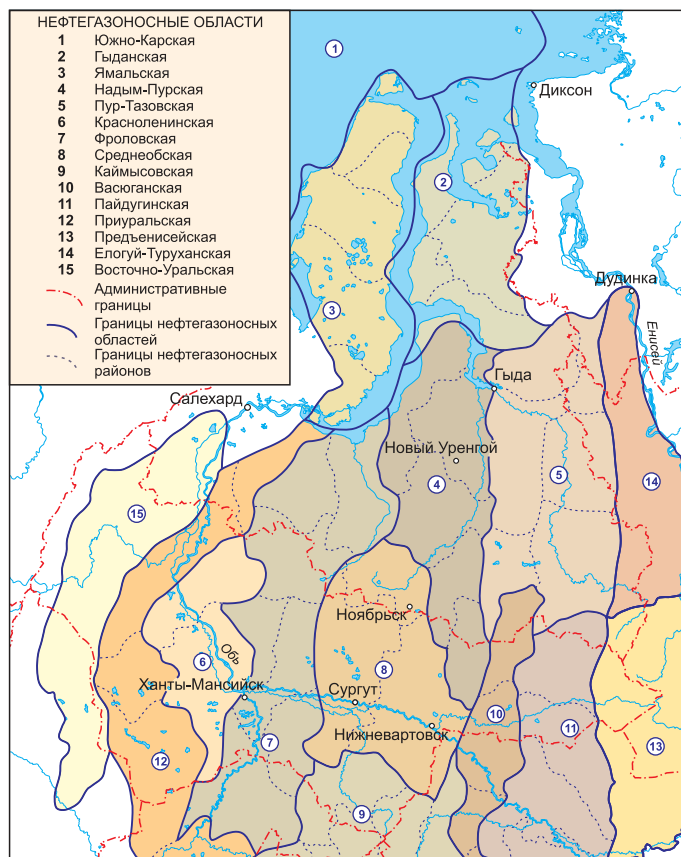 НЕФТЕГАЗОНОСНЫЕ ОБЛАСТИ
1 Южно-Карская
2 Гыданская
3 Ямальская
4 Надым-Пурская
5 Пур-Тазовская
6 Красноленинская
7 Фроловская
8 Среднеобская
9 Каймысовская
10 Васюганская
11 Пайдугинская
12 Приуральская
13 Предъенисейская
14 Елогуй-Туруханская
15 Восточно-Уральская
Административные
границы
Границы нефтегазоносных
областей
Границы нефтегазоносных
районов
1
Диксон
2
Дудинка
3
Енисей
Гыда
Салехард
Новый Уренгой
4
5
14
15
Ноябрьск
Обь
6
8
Ханты-Мансийск
Сургут
10
Нижневартовск
11
7
13
12
9